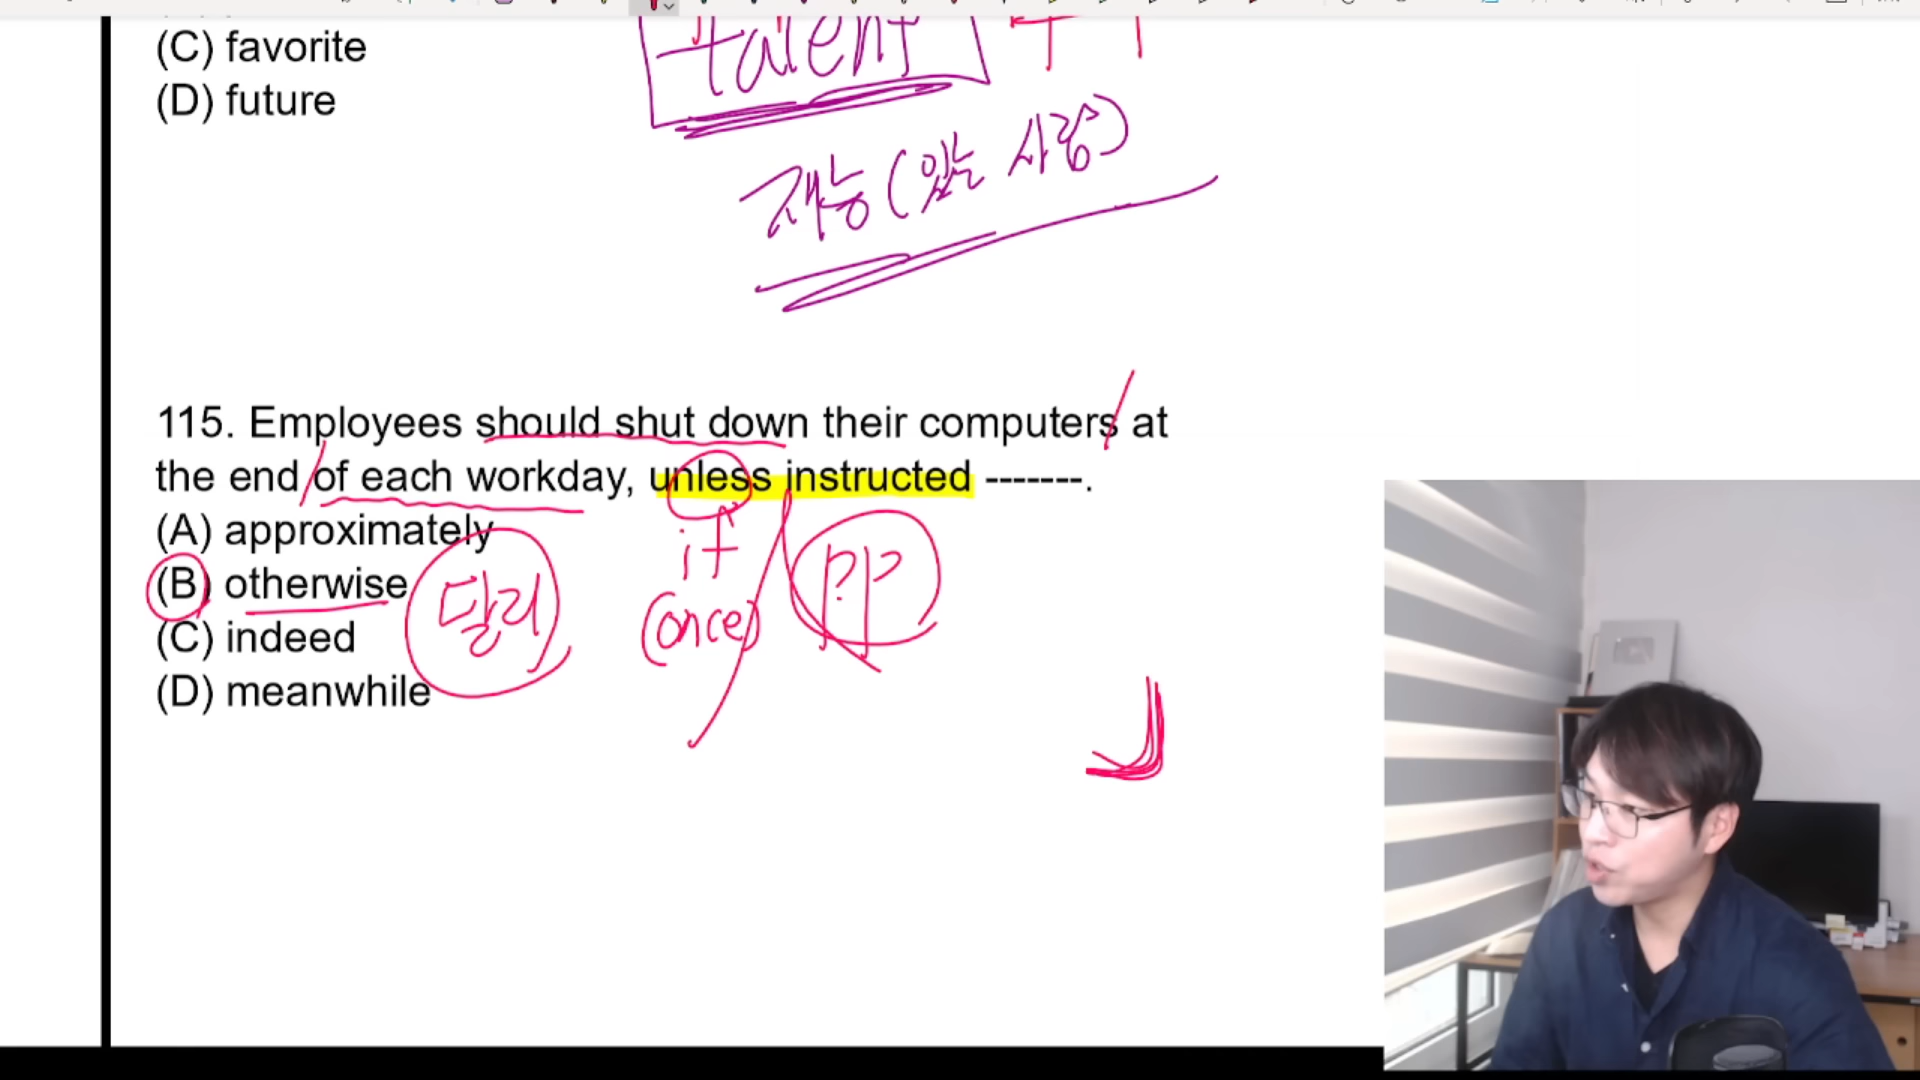 (C) favorite
(D) future
talent
재능(있는 사람)
115. Employees should shut down their computers at
the end of each workday, unless instructed -------.
(A) approximately
(B) otherwise
(C) indeed
(D) meanwhile
달리
if
(once)
pp